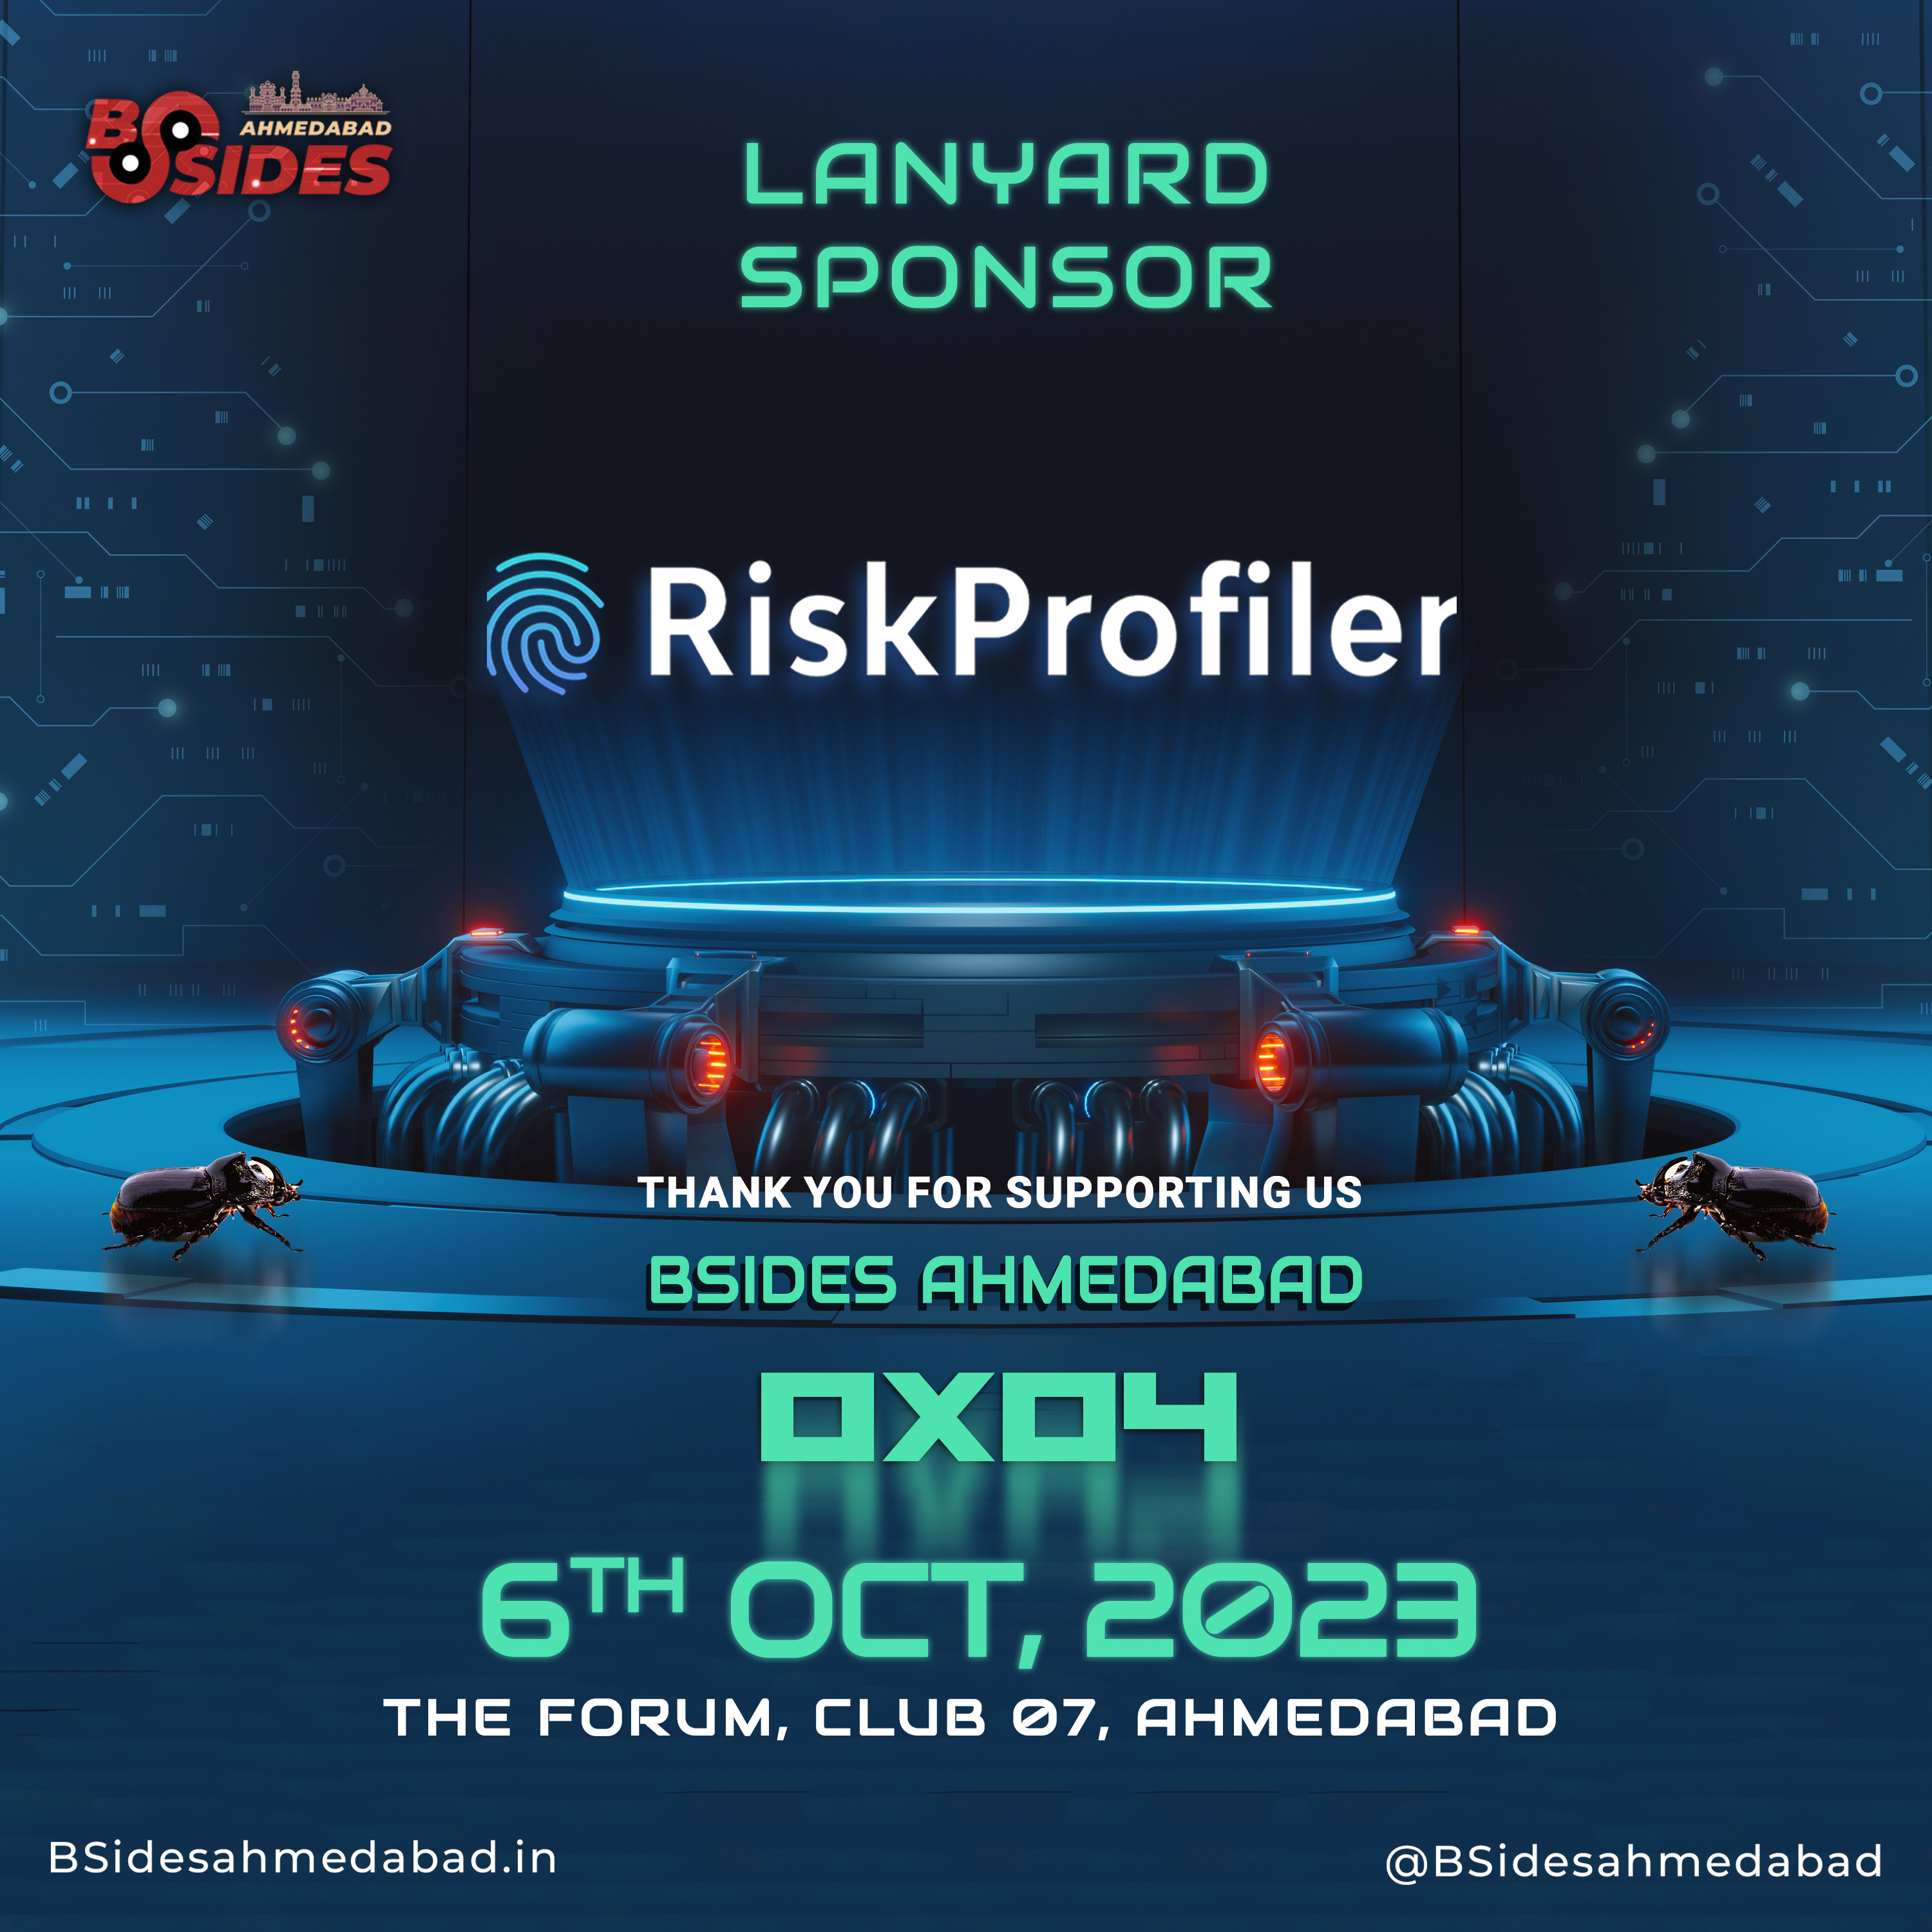 BSIDES
AHMEDABAD
LANYARD
SPONSOR
RiskProfiler
THANK YOU FOR SUPPORTING US
BSIDES AHMEDABAD
0X04
6TH OCT, 2023
THE FORUM, CLUB 07, AHMEDABAD
BSidesahmedabad.in
@BSidesahmedabad